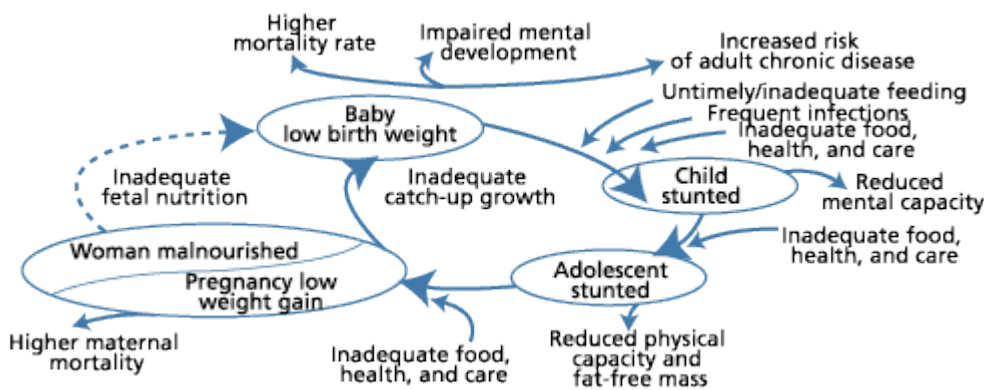 Higher
mortality rate
Impaired mental
development
Increased risk
of adult chronic disease
Untimely/inadequate feeding
Frequent infections
Inadequate food,
health, and care
Baby
low birth weight
Inadequate
fetal nutrition
Inadequate
catch-up growth
Child
stunted
Reduced
mental capacity
Inadequate food,
health, and care
Woman malnourished
Pregnancy low
weight gain
Adolescent
stunted
Higher maternal
mortality
Inadequate food,
health, and care
Reduced physical
capacity and
fat-free mass